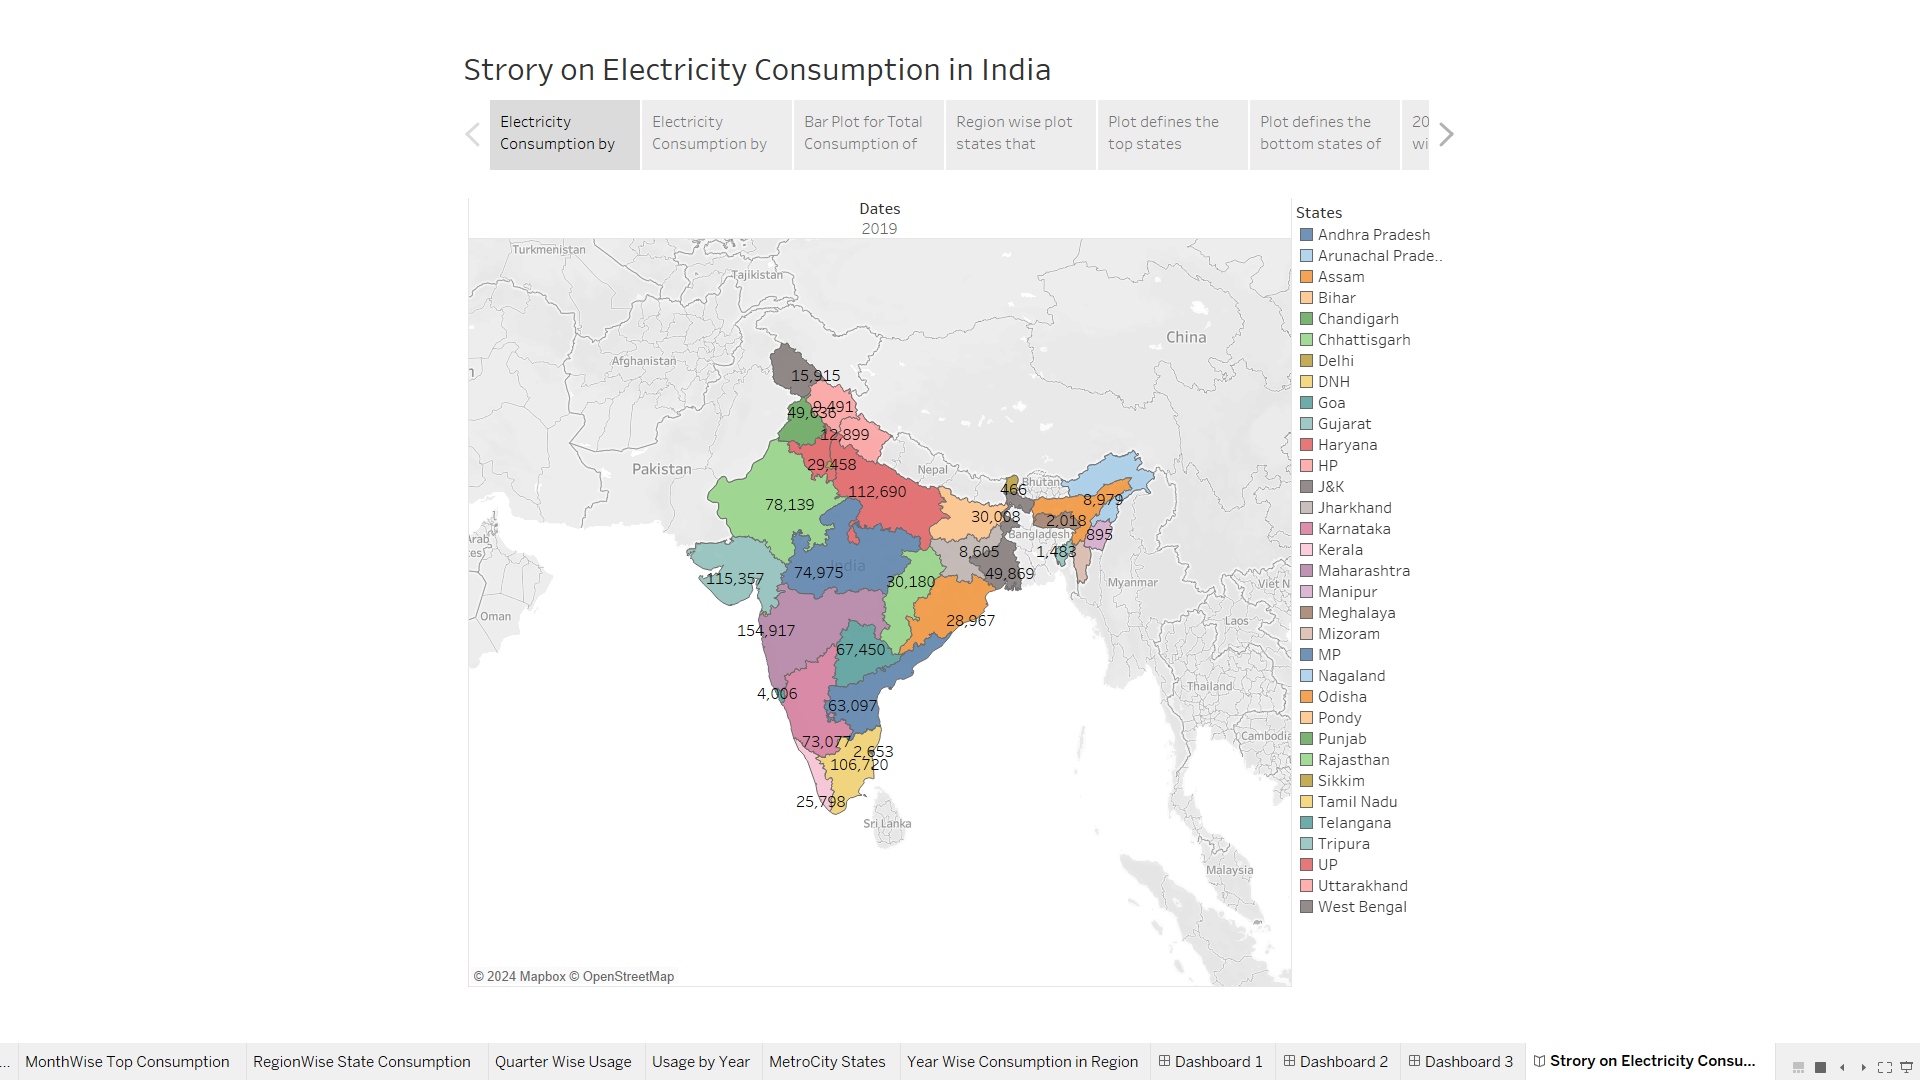 Strory on Electricity Consumption in India
Electricity
Consumption by
Electricity
Consumption by
Bar Plot for Total
Consumption of
Region wise plot
states that
Plot defines the
top states
Plot defines the
bottom states of
20
wi
Dates
2019
Turkmenistan
Tajikistan
China
Afghanistan
15,915
9,491
49,636
12,899
29,458
Pakistan
Nepal
Bhutan
466
112,690
78,139
8,979
30,008
2,018
Bangladesh
895
Arab
tes)
8,605
1,483
India
115,357
74,975
30,180
49,869
Myanmar
Viet N
Oman
28,967
Laos
154,917
67,450
Thailand
4,006
63,097
73,077
2,653
Cambodia
106,720
25,798
Sri Lanka
Malaysia
© 2024 Mapbox © OpenStreetMap
States
Andhra Pradesh
Arunachal Prade..
Assam
Bihar
Chandigarh
Chhattisgarh
Delhi
DNH
Goa
Gujarat
Haryana
HP
J&K
Jharkhand
Karnataka
Kerala
Maharashtra
Manipur
Meghalaya
Mizoram
MP
Nagaland
Odisha
Pondy
Punjab
Rajasthan
Sikkim
Tamil Nadu
Telangana
Tripura
UP
Uttarakhand
West Bengal
... MonthWise Top Consumption RegionWise State Consumption Quarter Wise Usage Usage by Year MetroCity States Year Wise Consumption in Region Dashboard 1 Dashboard 2 Dashboard 3 Strory on Electricity Consu...